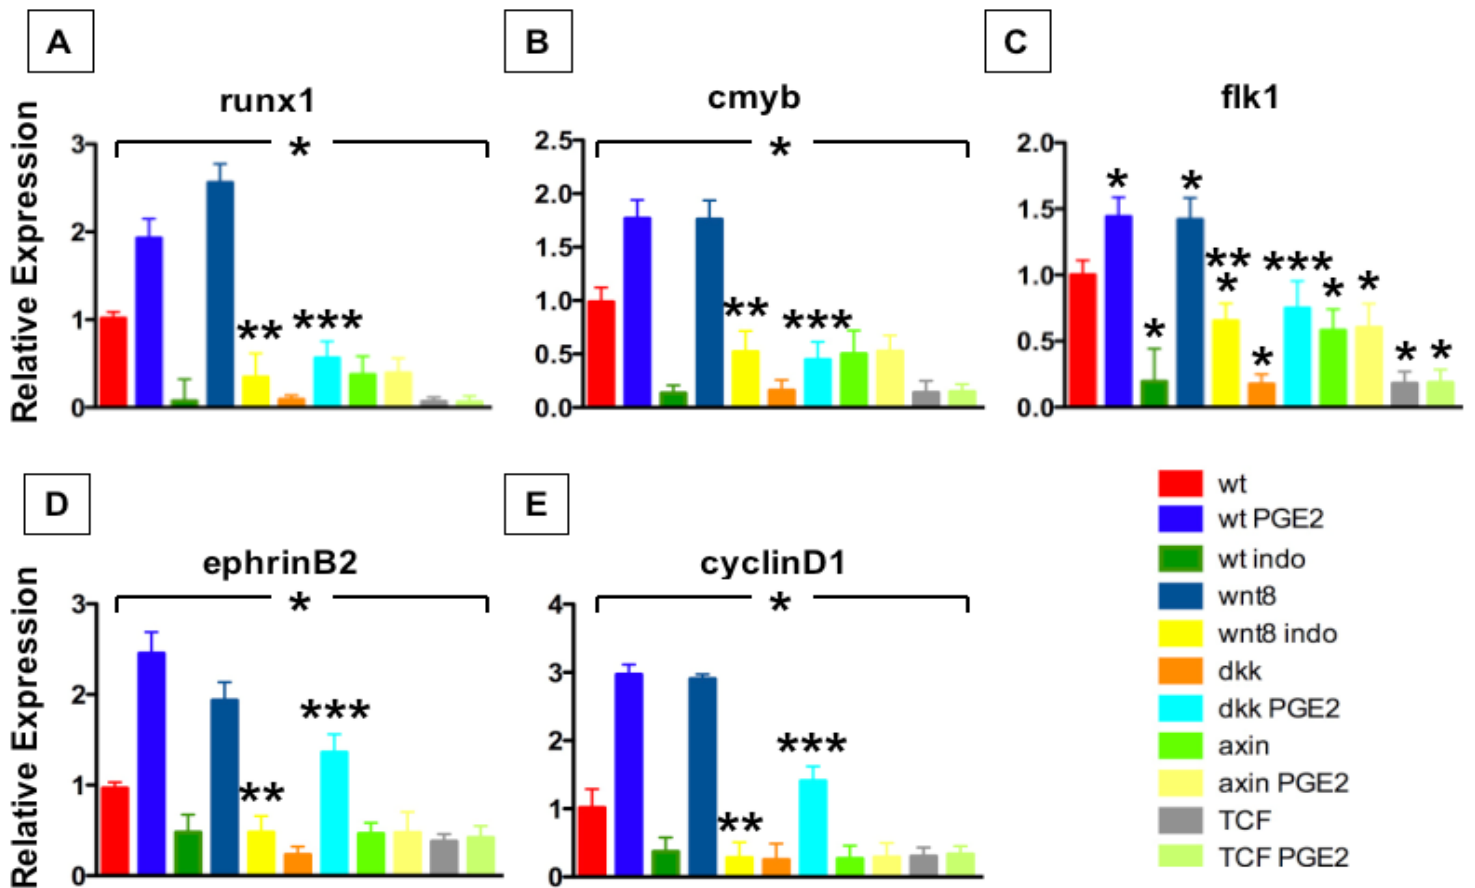 A
B
C
runx1
cmyb
flk1
Relative Expression
3
2
1
0
*
**
***
2.5
2.0
1.5
1.0
0.5
0.0
*
**
***
2.0
1.5
1.0
0.5
0.0
*
*
*
**
*
*
***
*
*
*
*
D
E
ephrinB2
cyclinD1
Relative Expression
3
2
1
0
*
**
***
4
3
2
1
0
*
**
***
wt
wt PGE2
wt indo
wnt8
wnt8 indo
dkk
dkk PGE2
axin
axin PGE2
TCF
TCF PGE2